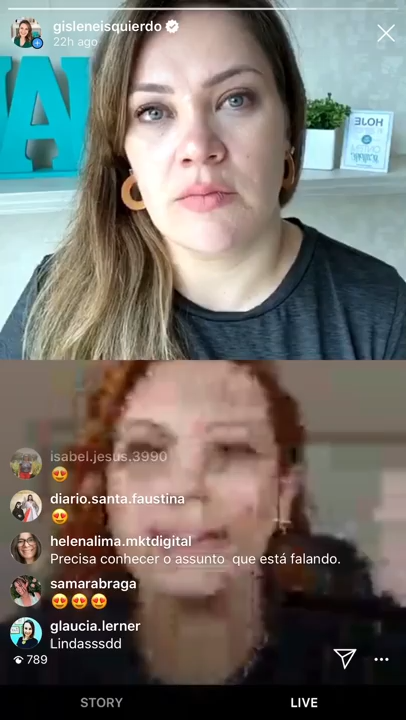 gisleneisquierdo
22h ago
HOJE
isabel.jesus.3990
😍
diario.santa.faustina
😍
helenalima.mktdigital
Precisa conhecer o assunto que está falando.
samarabraga
😍😍😍
glaucia.lerner
Lindasssdd
789
STORY
LIVE